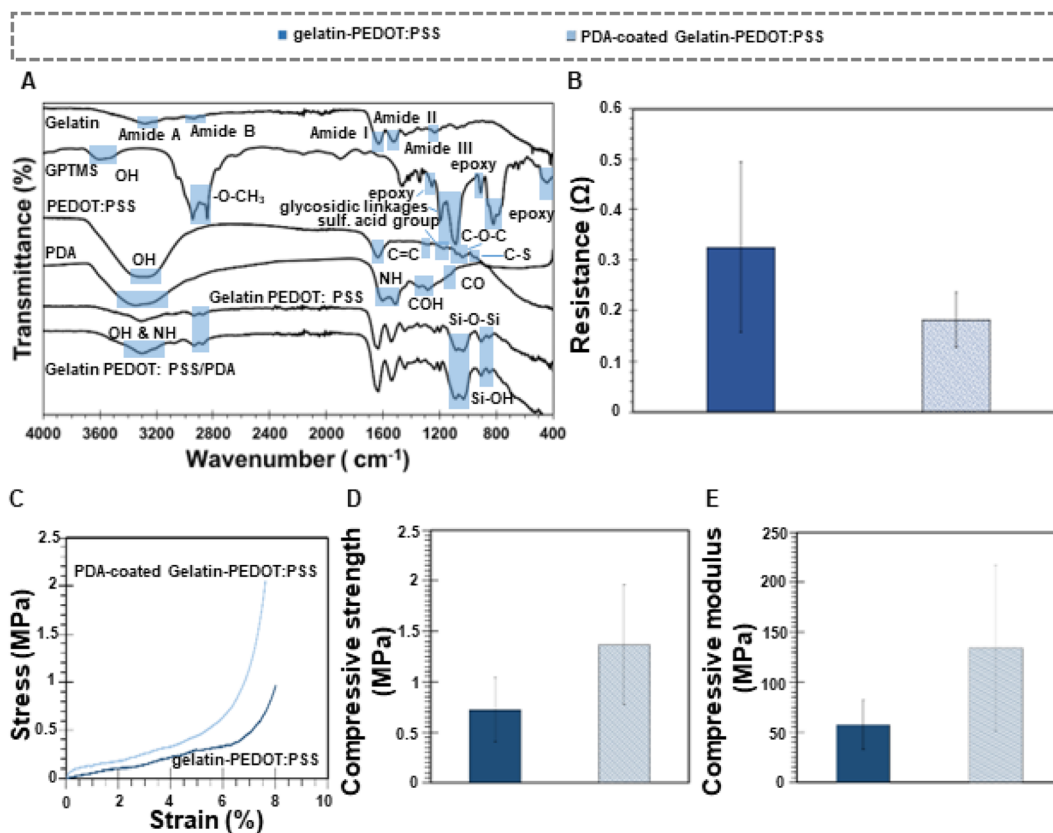 gelatin-PEDOT:PSS
PDA-coated Gelatin-PEDOT:PSS
A
Transmittance (%)
Gelatin
Amide A
Amide B
Amide I
Amide II
Amide III
GPTMS
OH
-O-CH₃
epoxy
epoxy
epoxy
glycosidic linkages
sulf. acid group
PEDOT:PSS
OH
C=C
C-O-C
C-S
PDA
NH
COH
CO
Gelatin PEDOT: PSS
OH & NH
Si-O-Si
Gelatin PEDOT: PSS/PDA
Si-OH
4000 3600 3200 2800 2400 2000 1600 1200 800 400
Wavenumber ( cm⁻¹)
B
Resistance (Ω)
0.6
0.5
0.4
0.3
0.2
0.1
0
C
Stress (MPa)
2.5
2
1.5
1
0.5
0
PDA-coated Gelatin-PEDOT:PSS
gelatin-PEDOT:PSS
0 2 4 6 8 10
Strain (%)
D
Compressive strength
(MPa)
2.5
2
1.5
1
0.5
0
E
Compressive modulus
(MPa)
250
200
150
100
50
0